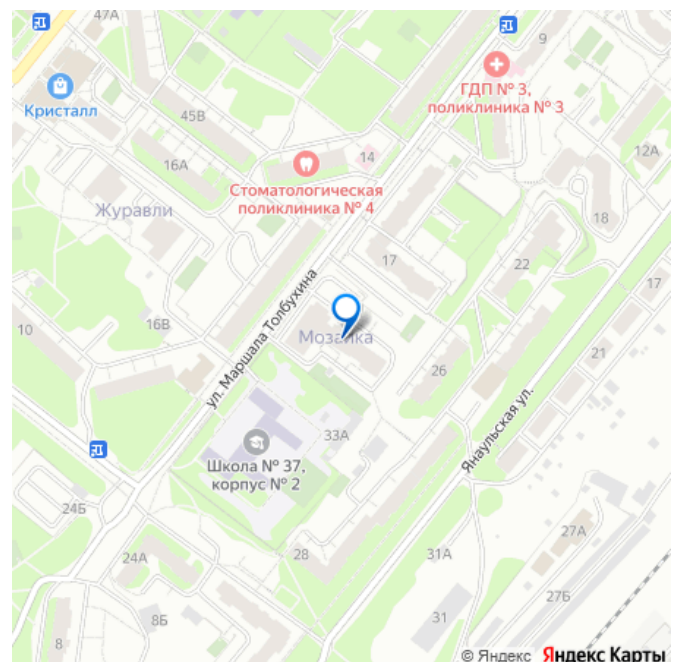 47А
9
ГДП № 3,
поликлиника № 3
Кристалл
45В
14
12А
16А
Стоматологическая
поликлиника № 4
Журавли
18
17
22
17
ул. Маршала Толбухина
10
16В
Мозаика
21
26
Янаульская ул.
33А
Школа № 37,
корпус № 2
24Б
27А
24А
28
31А
27Б
8Б
31
8
© Яндекс Яндекс Карты